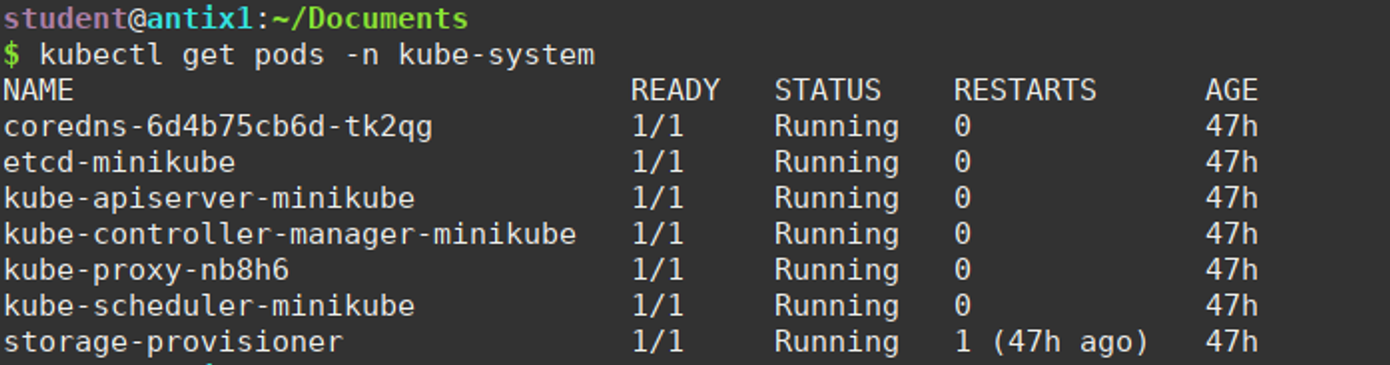 student@antix1:~/Documents
$ kubectl get pods -n kube-system
NAME READY STATUS RESTARTS AGE
coredns-6d4b75cb6d-tk2qg 1/1 Running 0 47h
etcd-minikube 1/1 Running 0 47h
kube-apiserver-minikube 1/1 Running 0 47h
kube-controller-manager-minikube 1/1 Running 0 47h
kube-proxy-nb8h6 1/1 Running 0 47h
kube-scheduler-minikube 1/1 Running 0 47h
storage-provisioner 1/1 Running 1 (47h ago) 47h